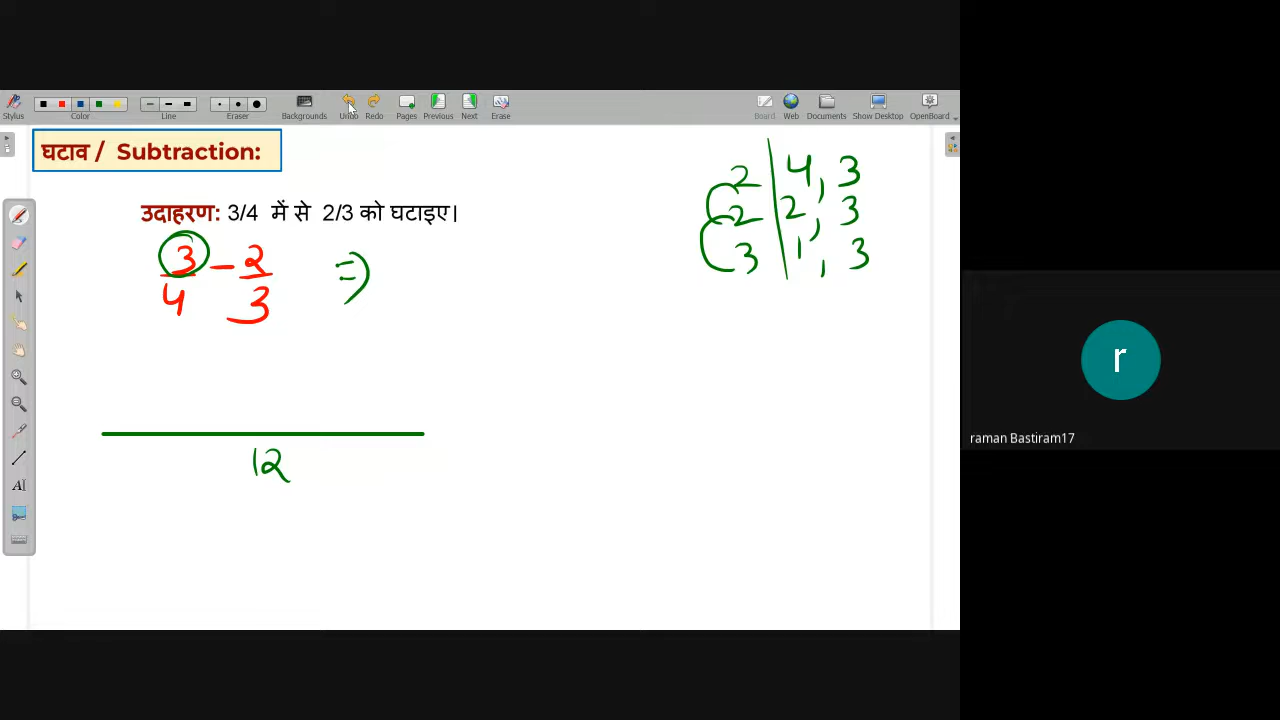 Stylus Color Line Eraser Backgrounds Undo Redo Pages Previous Next Erase Board Web Documents Show Desktop OpenBoard
घटाव / Subtraction:
उदाहरण: 3/4 में से 2/3 को घटाइए।
3/4 - 2/3 ⇒
12
2 | 4, 3
2 | 2, 3
3 | 1, 3
r
raman Bastiram17